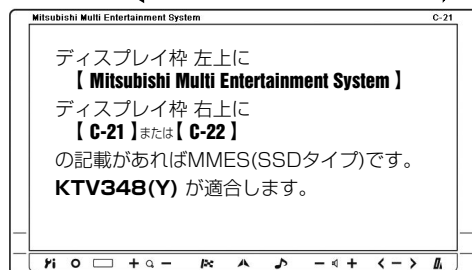 Mitsubishi Multi Entertainment System C-21
ディスプレイ枠 左上に
【 Mitsubishi Multi Entertainment System 】
ディスプレイ枠 右上に
【 C-21 】または【 C-22 】
の記載があればMMES(SSDタイプ)です。
KTV348(Y) が適合します。